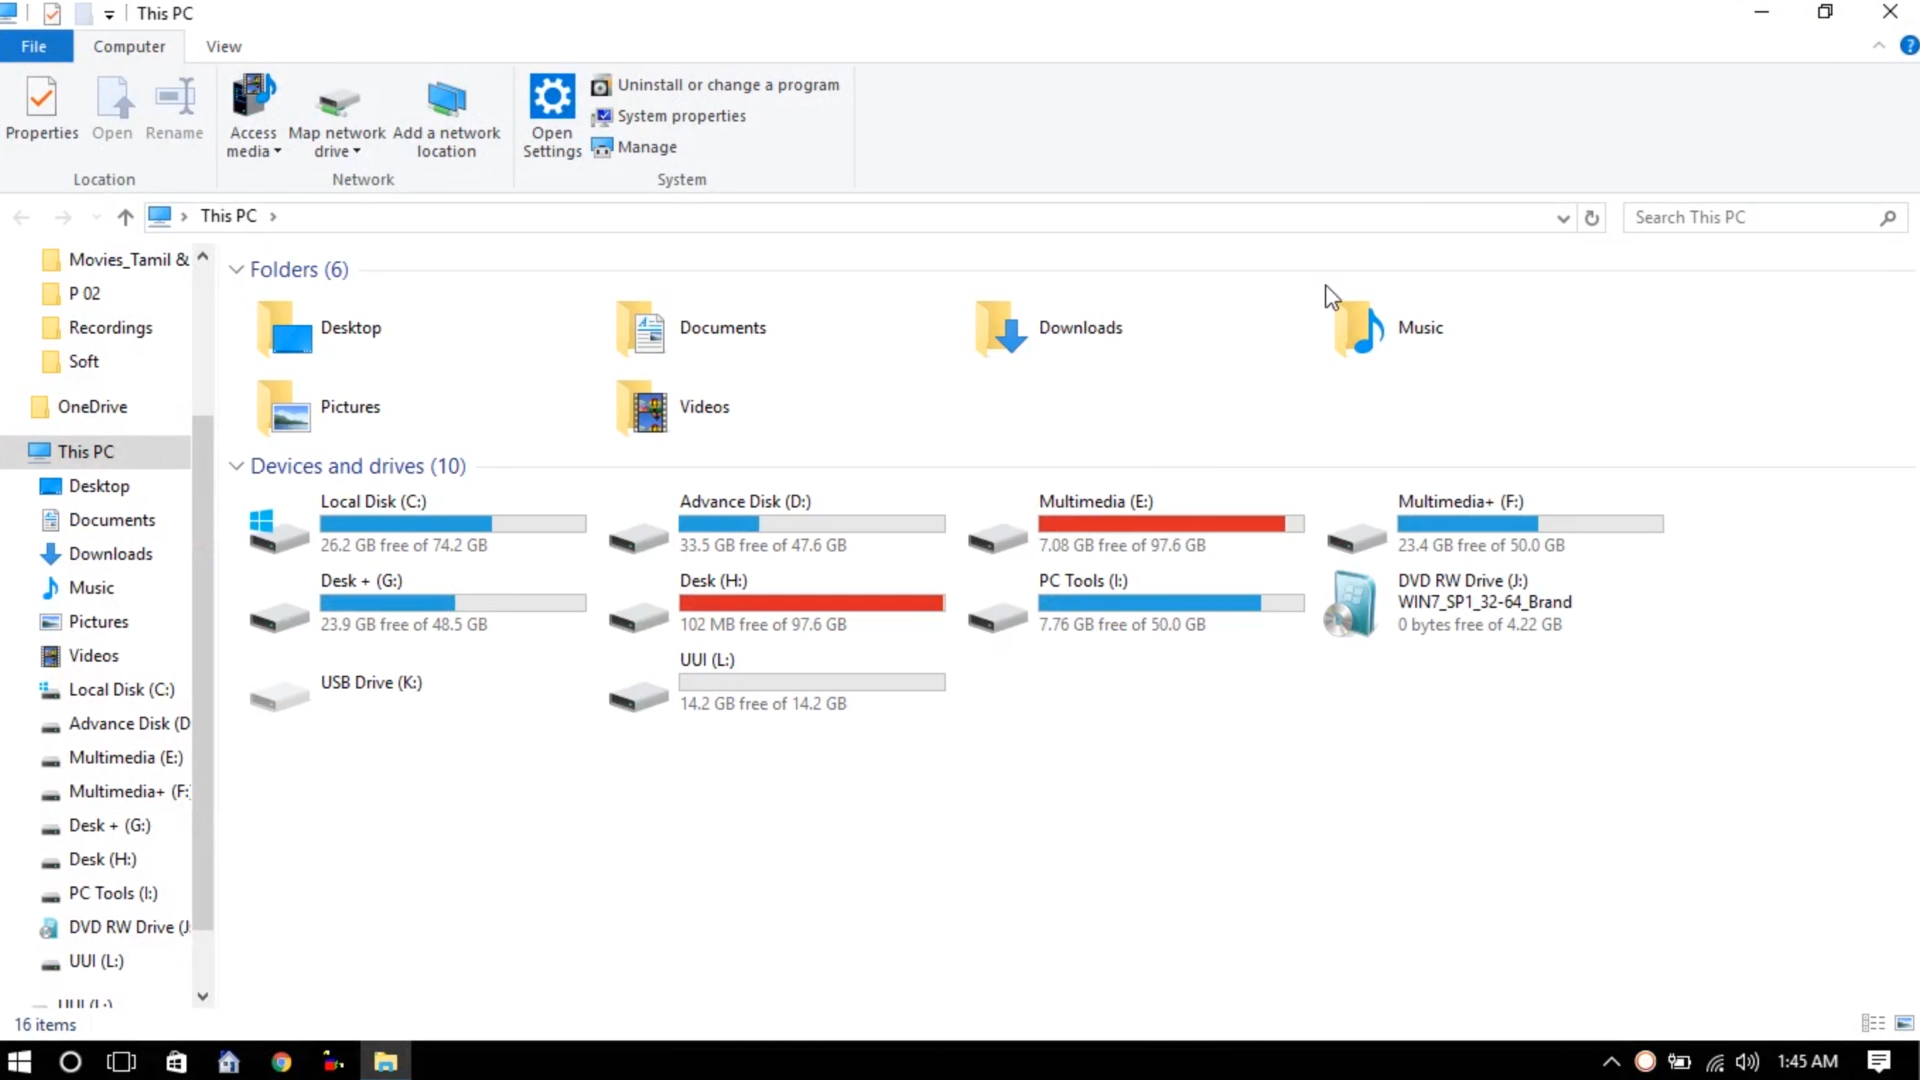 This PC
File
Computer
View
Properties
Open
Rename
Access
media
Map network
drive
Add a network
location
Open
Settings
Uninstall or change a program
System properties
Manage
Location
Network
System
This PC
Search This PC
Movies_Tamil &
P 02
Recordings
Soft
OneDrive
This PC
Desktop
Documents
Downloads
Music
Pictures
Videos
Local Disk (C:)
Advance Disk (D
Multimedia (E:)
Multimedia+ (F:
Desk + (G:)
Desk (H:)
PC Tools (I:)
DVD RW Drive (J
UUI (L:)
UUI (L:)
Folders (6)
Desktop
Documents
Downloads
Music
Pictures
Videos
Devices and drives (10)
Local Disk (C:)
26.2 GB free of 74.2 GB
Advance Disk (D:)
33.5 GB free of 47.6 GB
Multimedia (E:)
7.08 GB free of 97.6 GB
Multimedia+ (F:)
23.4 GB free of 50.0 GB
Desk + (G:)
23.9 GB free of 48.5 GB
Desk (H:)
102 MB free of 97.6 GB
PC Tools (I:)
7.76 GB free of 50.0 GB
DVD RW Drive (J:)
WIN7_SP1_32-64_Brand
0 bytes free of 4.22 GB
USB Drive (K:)
UUI (L:)
14.2 GB free of 14.2 GB
16 items
1:45 AM